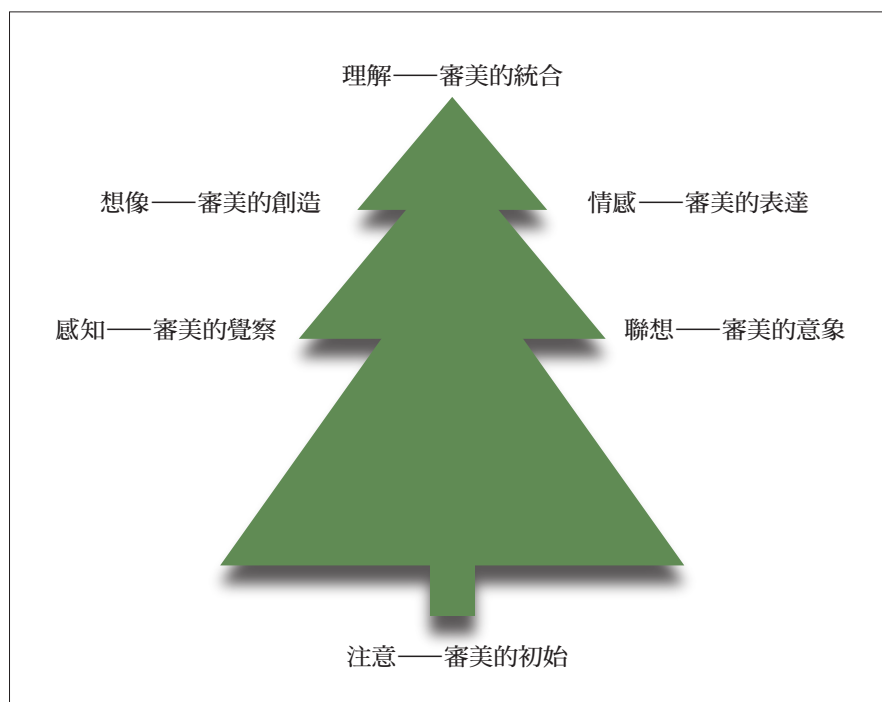 理解——審美的統合
想像——審美的創造
情感——審美的表達
感知——審美的覺察
聯想——審美的意象
注意——審美的初始